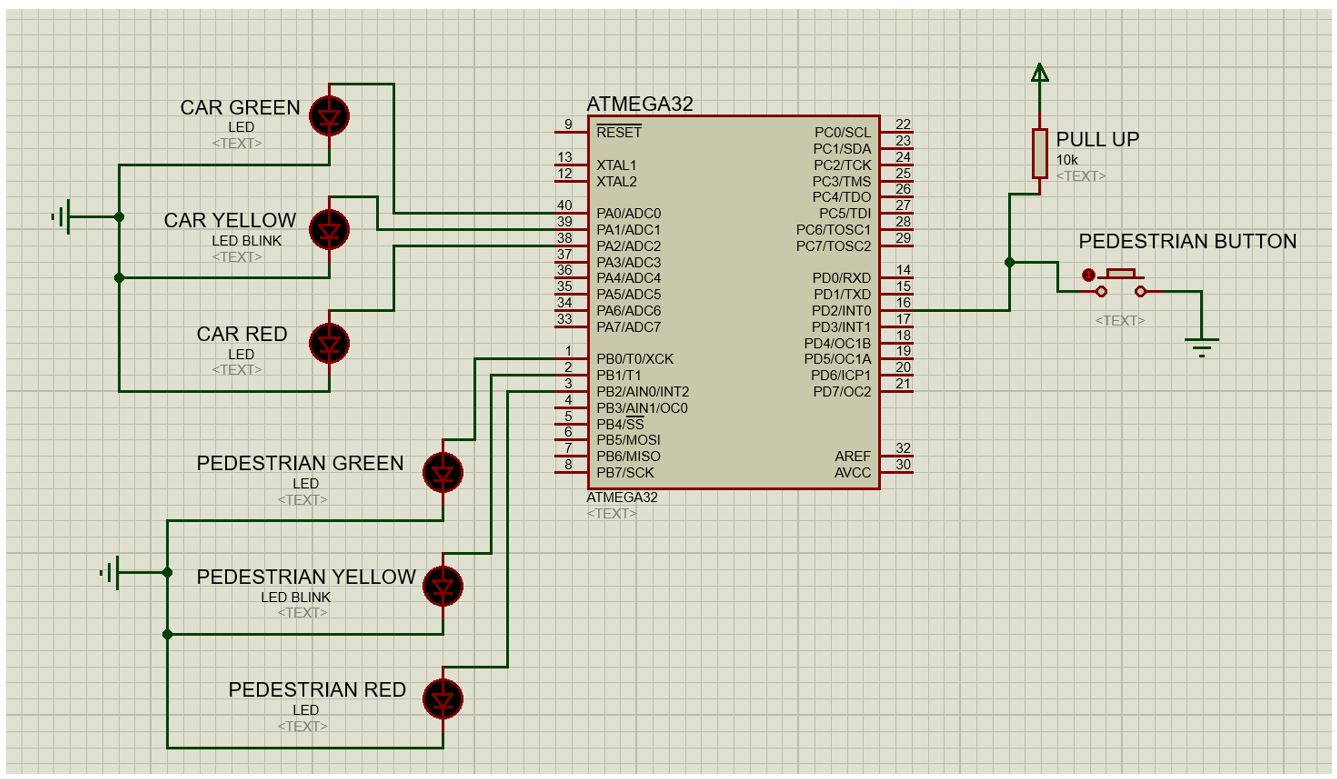 CAR GREEN
LED
<TEXT>
CAR YELLOW
LED BLINK
<TEXT>
CAR RED
LED
<TEXT>
PEDESTRIAN GREEN
LED
<TEXT>
PEDESTRIAN YELLOW
LED BLINK
<TEXT>
PEDESTRIAN RED
LED
<TEXT>
ATMEGA32
9 RESET
13 XTAL1
12 XTAL2
40 PA0/ADC0
39 PA1/ADC1
38 PA2/ADC2
37 PA3/ADC3
36 PA4/ADC4
35 PA5/ADC5
34 PA6/ADC6
33 PA7/ADC7
1 PB0/T0/XCK
2 PB1/T1
3 PB2/AIN0/INT2
4 PB3/AIN1/OC0
5 PB4/SS
6 PB5/MOSI
7 PB6/MISO
8 PB7/SCK
PC0/SCL 22
PC1/SDA 23
PC2/TCK 24
PC3/TMS 25
PC4/TDO 26
PC5/TDI 27
PC6/TOSC1 28
PC7/TOSC2 29
PD0/RXD 14
PD1/TXD 15
PD2/INT0 16
PD3/INT1 17
PD4/OC1B 18
PD5/OC1A 19
PD6/ICP1 20
PD7/OC2 21
AREF 32
AVCC 30
ATMEGA32
<TEXT>
PULL UP
10k
<TEXT>
PEDESTRIAN BUTTON
<TEXT>